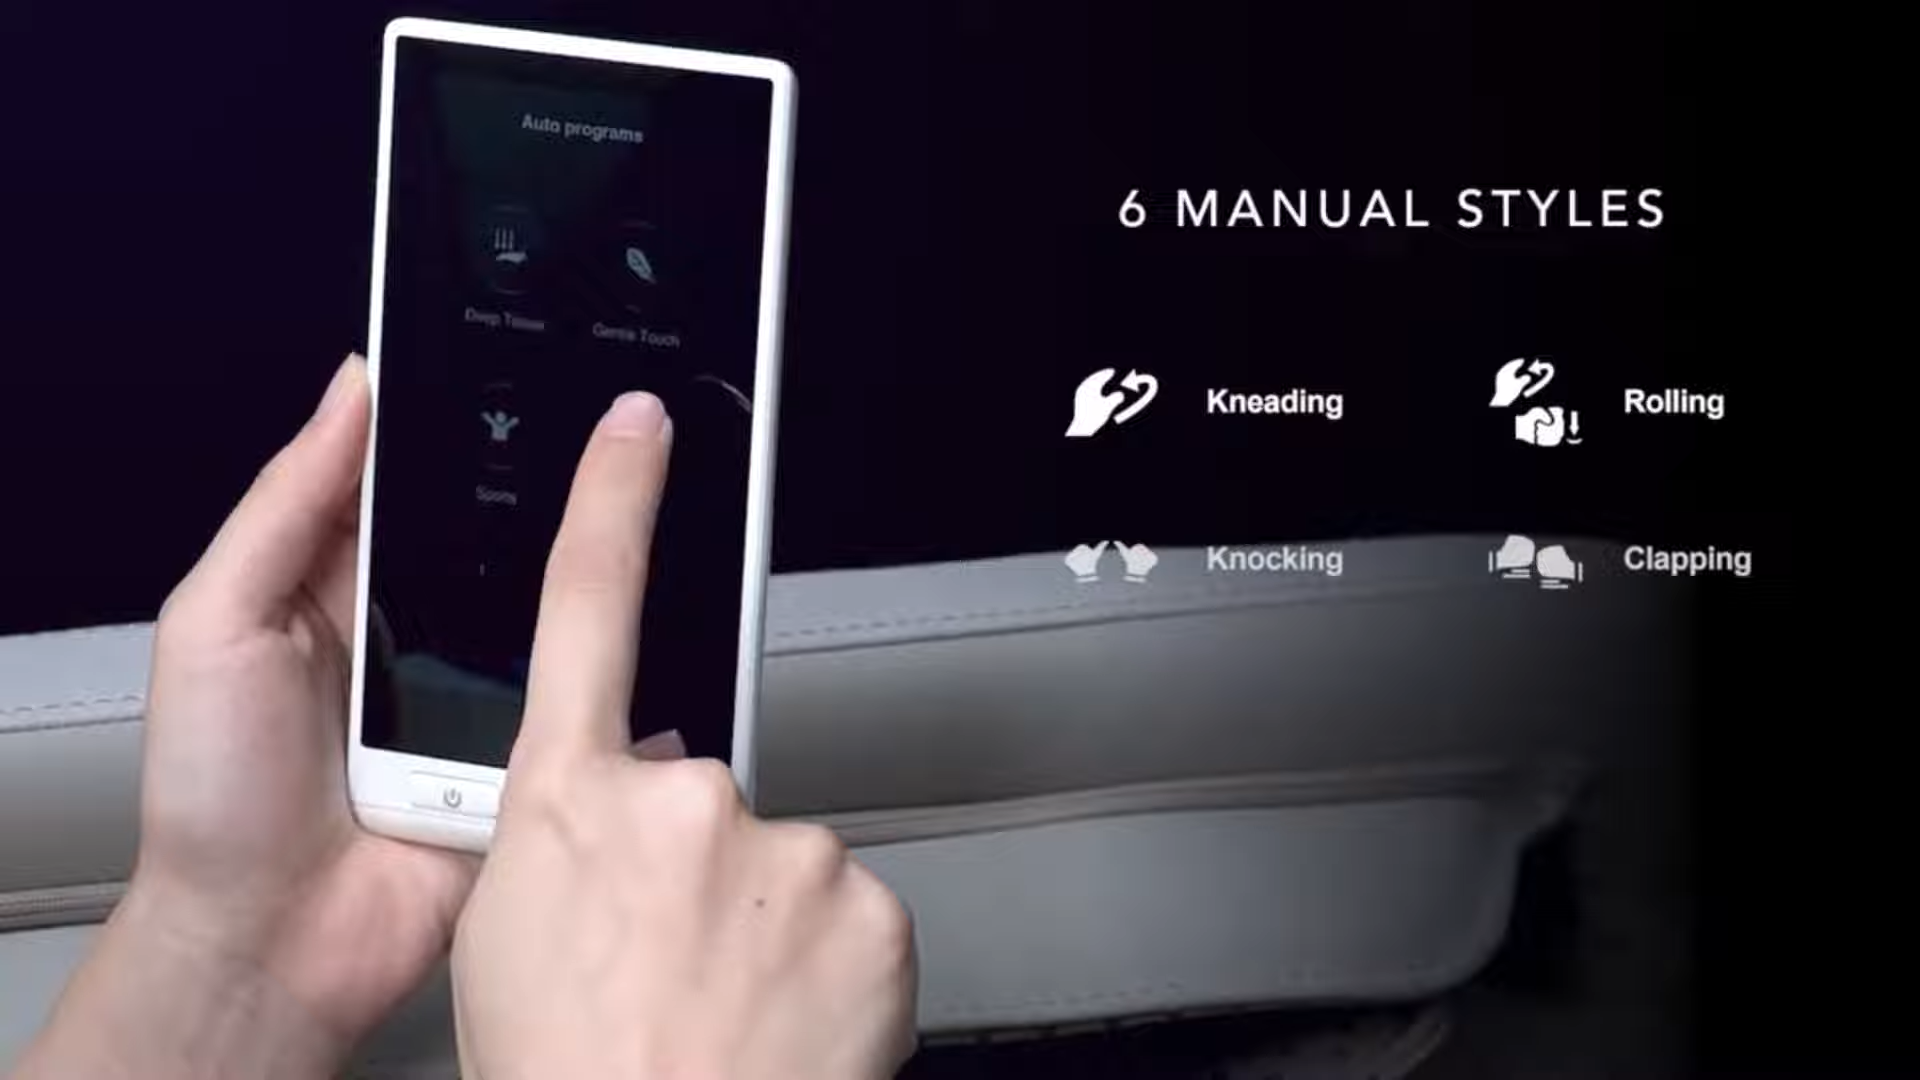 Auto programs
Deep Tissue
Gentle Touch
Sports
6 MANUAL STYLES
Kneading
Rolling
Knocking
Clapping